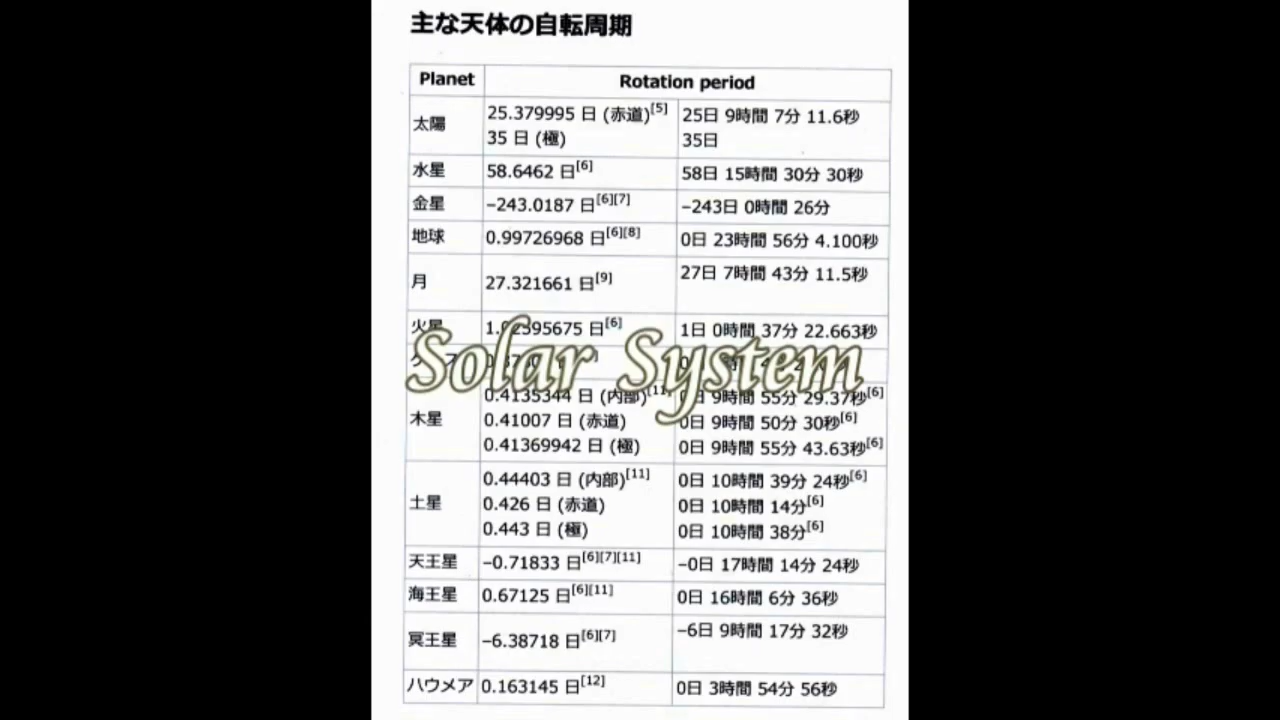 主な天体の自転周期
Planet Rotation period
太陽 25.379995 日 (赤道)[5] 25日 9時間 7分 11.6秒
35 日 (極) 35日
水星 58.6462 日[6] 58日 15時間 30分 30秒
金星 –243.0187 日[6][7] –243日 0時間 26分
地球 0.99726968 日[6][8] 0日 23時間 56分 4.100秒
月 27.321661 日[9] 27日 7時間 43分 11.5秒
火星 1.02595675 日[6] 1日 0時間 37分 22.663秒
Solar System
0.4135344 日 (内部)[11] 0日 9時間 55分 29.37秒[6]
木星 0.41007 日 (赤道) 0日 9時間 50分 30秒[6]
0.41369942 日 (極) 0日 9時間 55分 43.63秒[6]
0.44403 日 (内部)[11] 0日 10時間 39分 24秒[6]
土星 0.426 日 (赤道) 0日 10時間 14分[6]
0.443 日 (極) 0日 10時間 38分[6]
天王星 –0.71833 日[6][7][11] –0日 17時間 14分 24秒
海王星 0.67125 日[6][11] 0日 16時間 6分 36秒
冥王星 –6.38718 日[6][7] –6日 9時間 17分 32秒
ハウメア 0.163145 日[12] 0日 3時間 54分 56秒